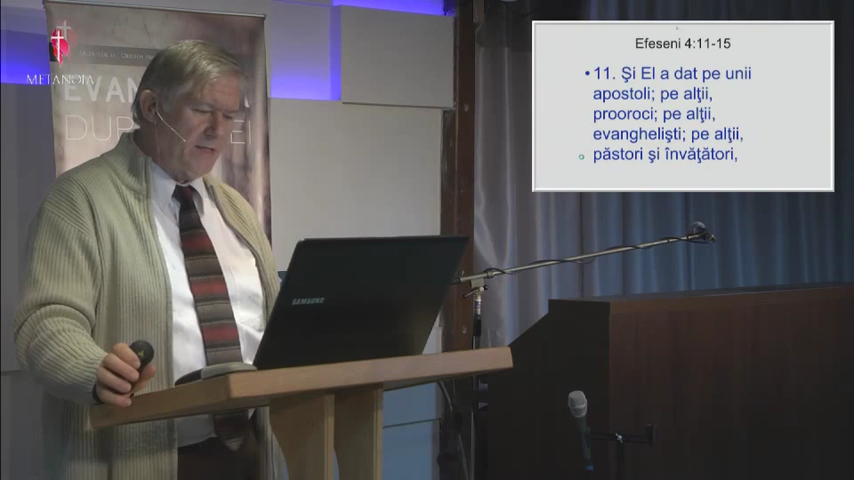 METANOIA
EVAN
DUP
EI
SAMSUNG
Efeseni 4:11-15
• 11. Şi El a dat pe unii
apostoli; pe alţii,
prooroci; pe alţii,
evanghelişti; pe alţii,
păstori şi învăţători,